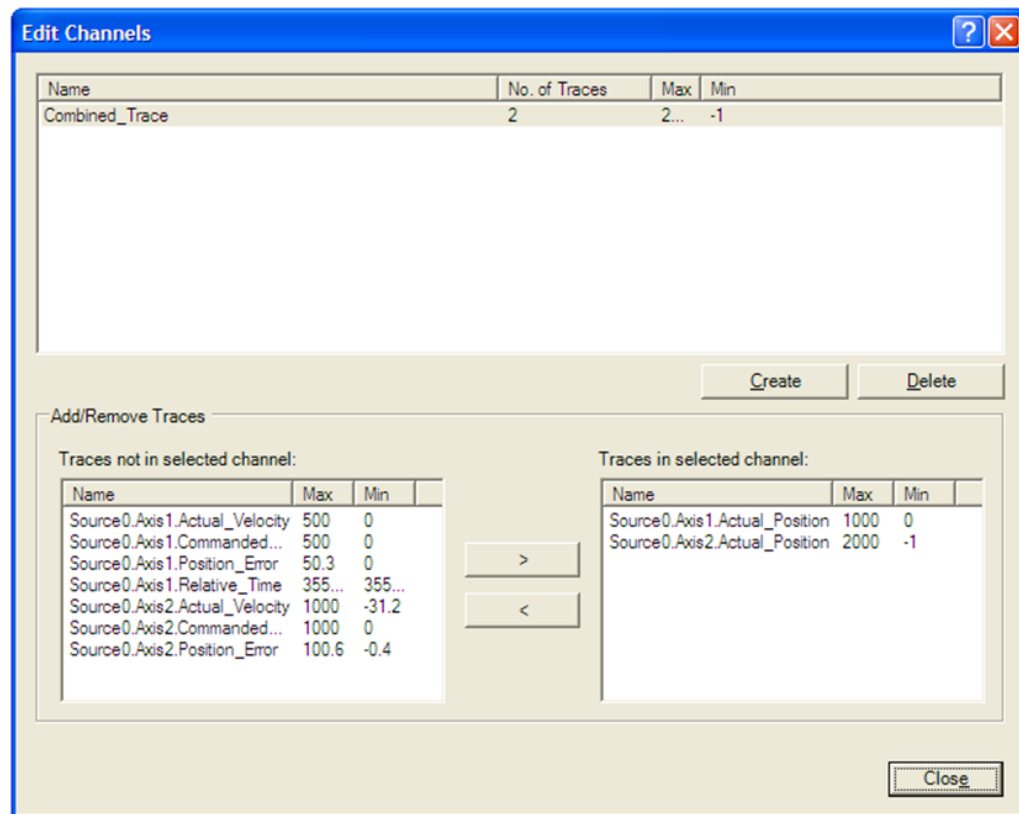 Edit Channels
?
Name No. of Traces Max Min
Combined_Trace 2 2... -1
Create Delete
Add/Remove Traces
Traces not in selected channel:
Name Max Min
Source0.Axis1.Actual_Velocity 500 0
Source0.Axis1.Commanded... 500 0
Source0.Axis1.Position_Error 50.3 0
Source0.Axis1.Relative_Time 355... 355...
Source0.Axis2.Actual_Velocity 1000 -31.2
Source0.Axis2.Commanded... 1000 0
Source0.Axis2.Position_Error 100.6 -0.4
>
<
Traces in selected channel:
Name Max Min
Source0.Axis1.Actual_Position 1000 0
Source0.Axis2.Actual_Position 2000 -1
Close